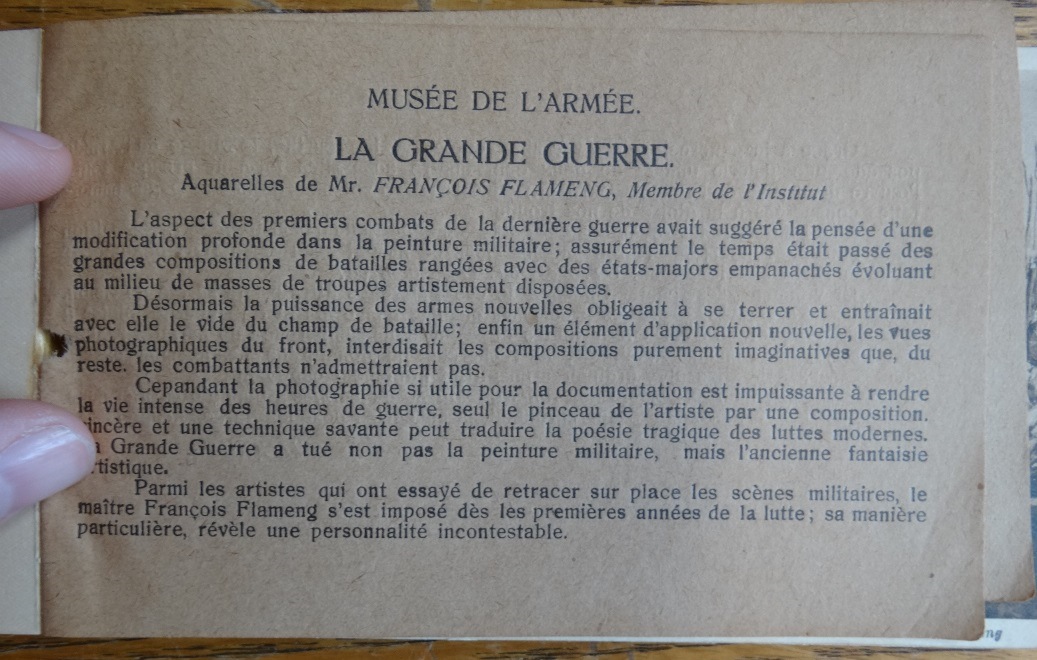 MUSÉE DE L'ARMÉE.
LA GRANDE GUERRE.
Aquarelles de Mr. FRANÇOIS FLAMENG, Membre de l'Institut
L'aspect des premiers combats de la dernière guerre avait suggéré la pensée d'une
modification profonde dans la peinture militaire; assurément le temps était passé des
grandes compositions de batailles rangées avec des états-majors empanachés évoluant
au milieu de masses de troupes artistement disposées.
Désormais la puissance des armes nouvelles obligeait à se terrer et entraînait
avec elle le vide du champ de bataille; enfin un élément d'application nouvelle, les vues
photographiques du front, interdisait les compositions purement imaginatives que, du
reste. les combattants n'admettraient pas.
Cependant la photographie si utile pour la documentation est impuissante à rendre
la vie intense des heures de guerre, seul le pinceau de l'artiste par une composition.
sincère et une technique savante peut traduire la poésie tragique des luttes modernes.
Grande Guerre a tué non pas la peinture militaire, mais l'ancienne fantaisie
artistique.
Parmi les artistes qui ont essayé de retracer sur place les scènes militaires, le
maître François Flameng s'est imposé dès les premières années de la lutte; sa manière
particulière, révèle une personnalité incontestable.